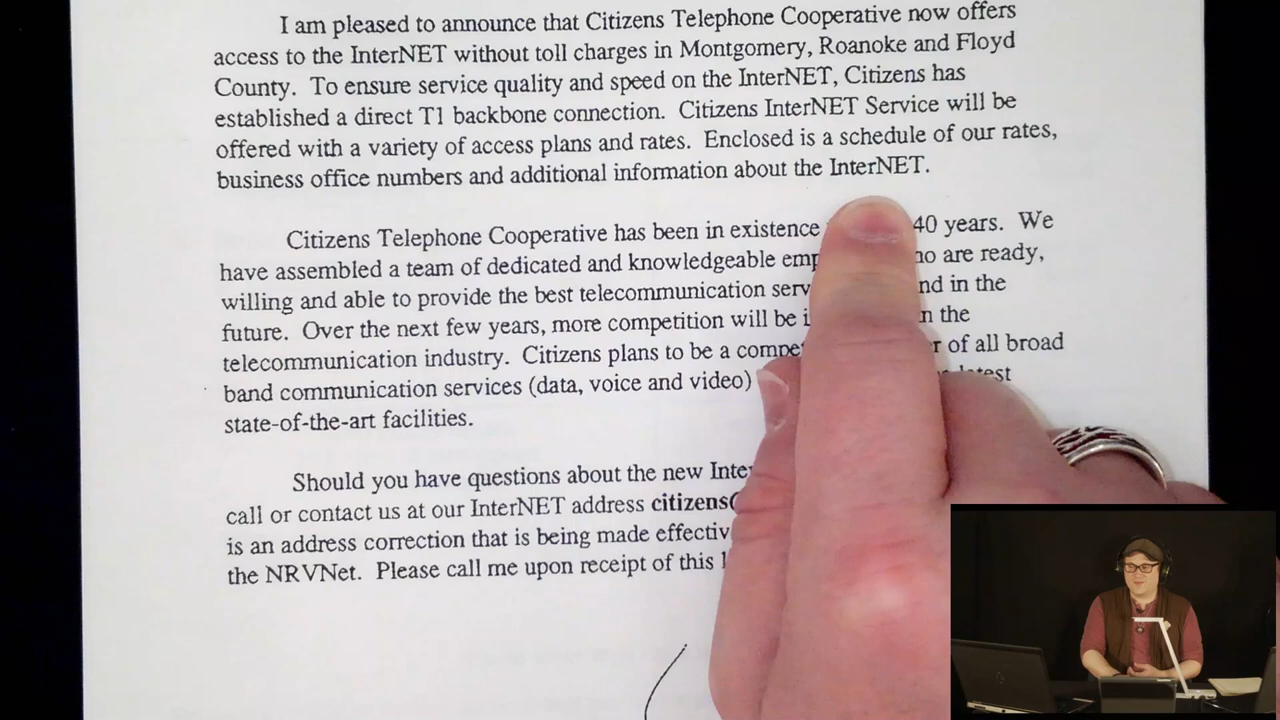 I am pleased to announce that Citizens Telephone Cooperative now offers
access to the InterNET without toll charges in Montgomery, Roanoke and Floyd
County. To ensure service quality and speed on the InterNET, Citizens has
established a direct T1 backbone connection. Citizens InterNET Service will be
offered with a variety of access plans and rates. Enclosed is a schedule of our rates,
business office numbers and additional information about the InterNET.
Citizens Telephone Cooperative has been in existence 40 years. We
have assembled a team of dedicated and knowledgeable are ready,
willing and able to provide the best telecommunication in the
future. Over the next few years, more competition will be the
telecommunication industry. Citizens plans to be a of all broad
band communication services (data, voice and video) latest
state-of-the-art facilities.
Should you have questions about the new
call or contact us at our InterNET address citizens
is an address correction that is being made
the NRVNet. Please call me upon receipt of this